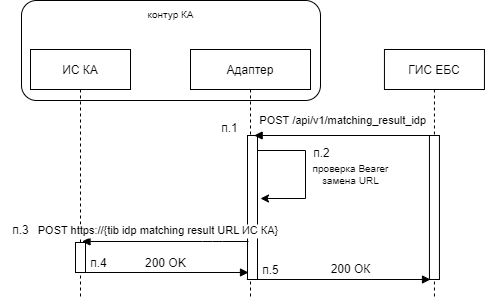 контур КА
ИС КА
Адаптер
ГИС ЕБС
POST /api/v1/matching_result_idp
п.1
п.2
проверка Bearer
замена URL
п.3
POST https://{tib idp matching result URL ИС КА}
п.4
200 OK
п.5
200 OK